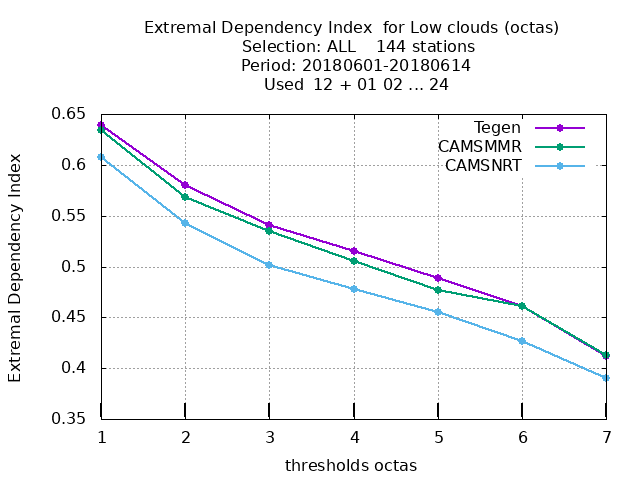 Extremal Dependency Index  for Low clouds (octas)
Selection: ALL    144 stations
Period: 20180601-20180614
Used  12 + 01 02 ... 24
Extremal Dependency Index
0.65
0.6
0.55
0.5
0.45
0.4
0.35
Tegen
CAMSMMR
CAMSNRT
1 2 3 4 5 6 7
thresholds octas